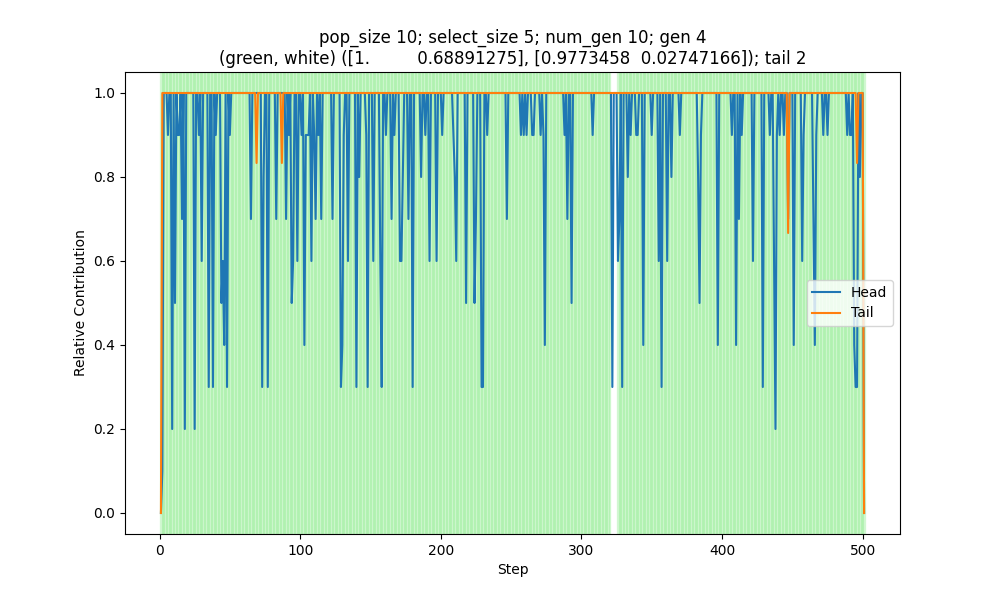 pop_size 10; select_size 5; num_gen 10; gen 4
(green, white) ([1.         0.68891275], [0.9773458  0.02747166]); tail 2
Relative Contribution
1.0
0.8
0.6
0.4
0.2
0.0
Head
Tail
0
100
200
300
400
500
Step